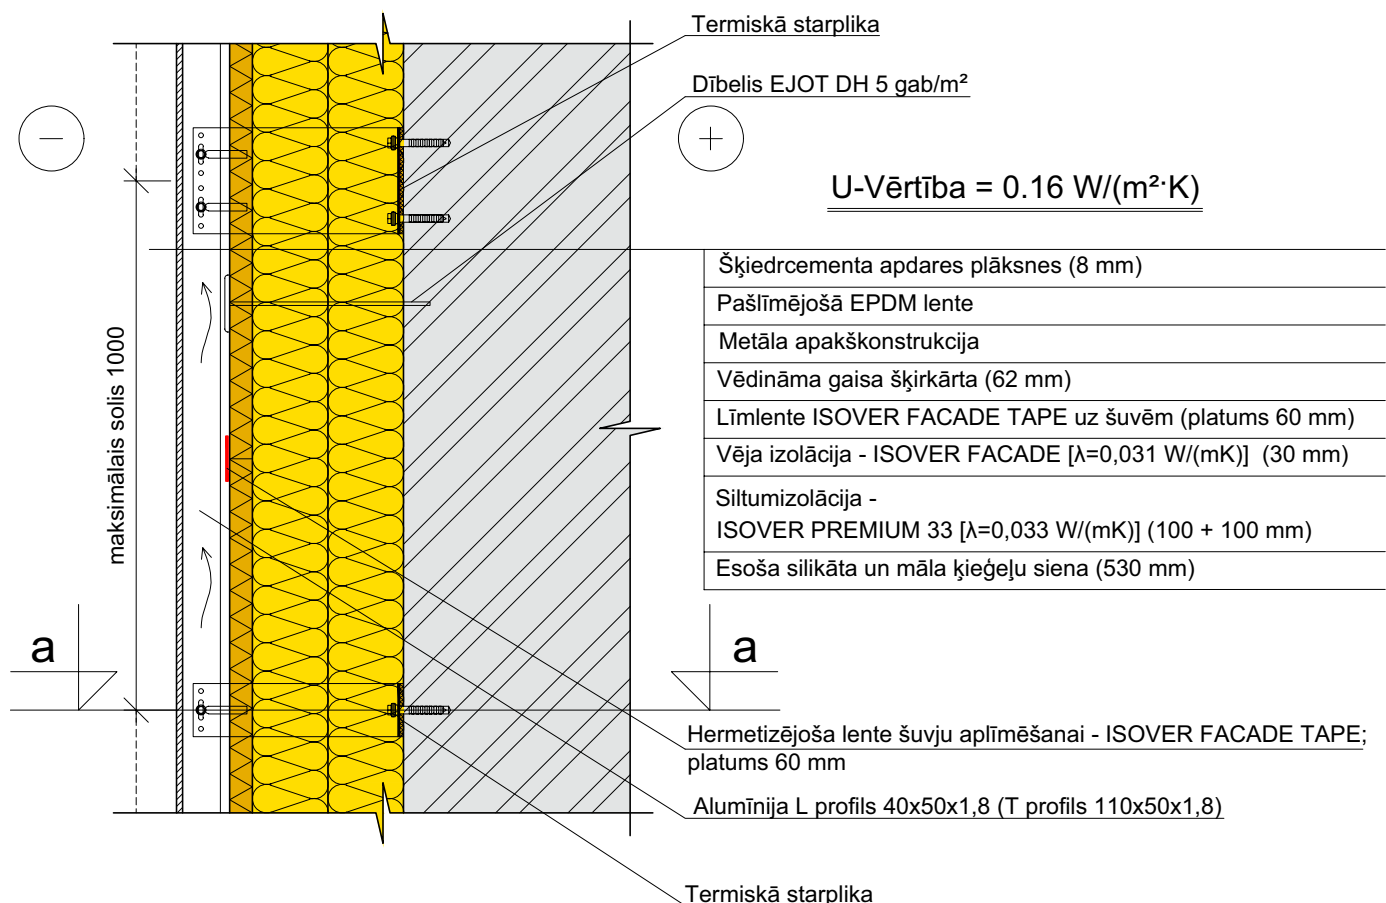 Termiskā starplika
Dībelis EJOT DH 5 gab/m²
U-Vērtība = 0.16 W/(m²·K)
Šķiedrcementa apdares plāksnes (8 mm)
Pašlīmējošā EPDM lente
Metāla apakškonstrukcija
Vēdināma gaisa šķirkārta (62 mm)
Līmlente ISOVER FACADE TAPE uz šuvēm (platums 60 mm)
Vēja izolācija - ISOVER FACADE [λ=0,031 W/(mK)] (30 mm)
Siltumizolācija -
ISOVER PREMIUM 33 [λ=0,033 W/(mK)] (100 + 100 mm)
Esoša silikāta un māla ķieģeļu siena (530 mm)
maksimālais solis 1000
a
a
Hermetizējoša lente šuvju aplīmēšanai - ISOVER FACADE TAPE;
platums 60 mm
Alumīnija L profils 40x50x1,8 (T profils 110x50x1,8)
Termiskā starplika